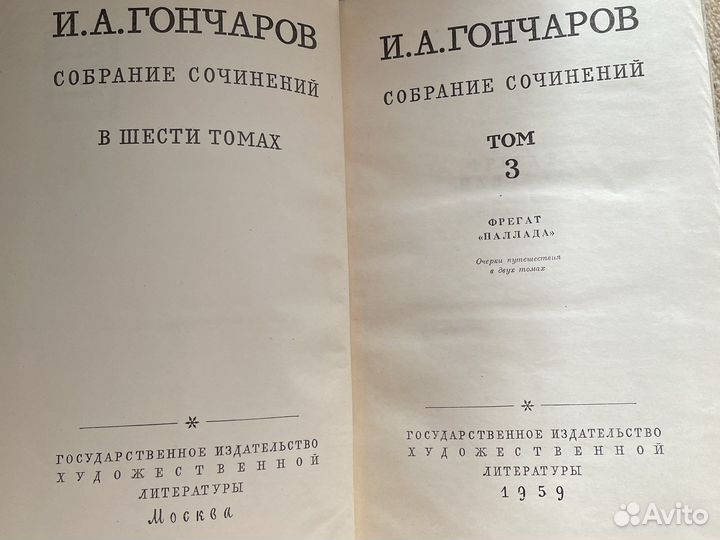 И.А.ГОНЧАРОВ
СОБРАНИЕ СОЧИНЕНИЙ
В ШЕСТИ ТОМАХ
ГОСУДАРСТВЕННОЕ ИЗДАТЕЛЬСТВО
ХУДОЖЕСТВЕННОЙ
ЛИТЕРАТУРЫ
Москва
И.А.ГОНЧАРОВ
СОБРАНИЕ СОЧИНЕНИЙ
ТОМ
3
ФРЕГАТ
«ПАЛЛАДА»
Очерки путешествия
в двух томах
ГОСУДАРСТВЕННОЕ ИЗДАТЕЛЬСТВО
ХУДОЖЕСТВЕННОЙ
ЛИТЕРАТУРЫ
1959
Avito